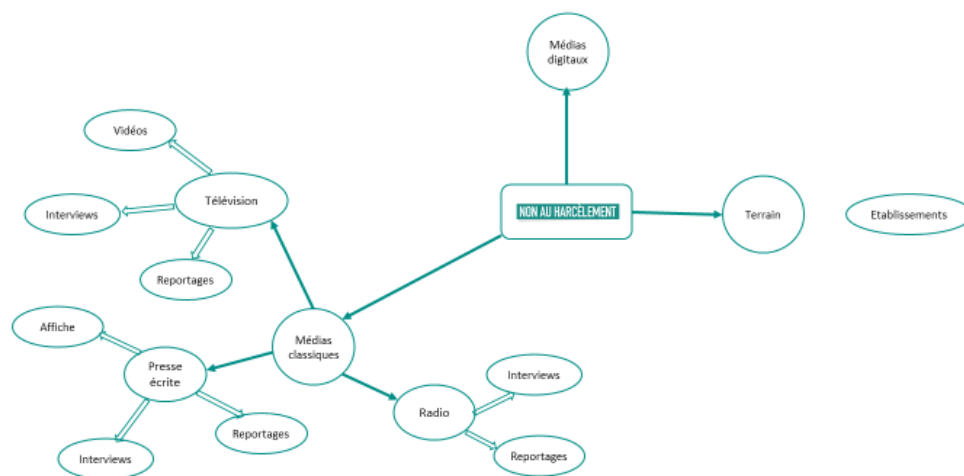 Médias
digitaux
Vidéos
Télévision
Interviews
Reportages
NON AU HARCÈLEMENT
Terrain
Etablissements
Affiche
Médias
classiques
Presse
écrite
Interviews
Reportages
Radio
Interviews
Reportages